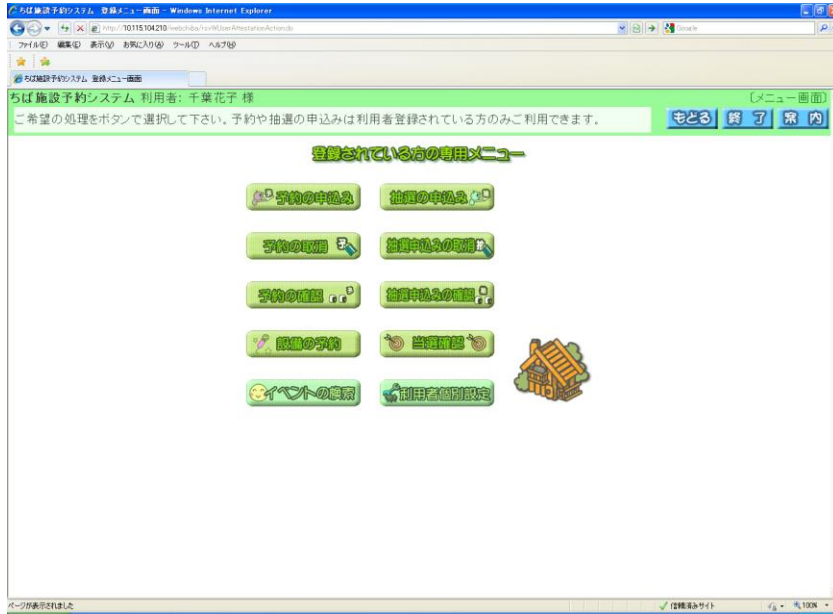 ちば施設予約システム 登録メニュー画面 - Windows Internet Explorer
http://10.115.104.210/webchiba/rsvWUserAttestationAction.do
Google
ファイル(F) 編集(E) 表示(V) お気に入り(A) ツール(T) ヘルプ(H)
ちば施設予約システム 登録メニュー画面
ちば施設予約システム 利用者: 千葉花子 様 〔メニュー画面〕
ご希望の処理をボタンで選択して下さい。予約や抽選の申込みは利用者登録されている方のみご利用できます。
もどる 終 了 案 内
登録されている方の専用メニュー
予約の申込み 抽選の申込み
予約の取消 抽選申込みの取消
予約の確認 抽選申込みの確認
設備の予約 当選確認
イベントの検索 利用者個別設定
ページが表示されました 信頼済みサイト 100%